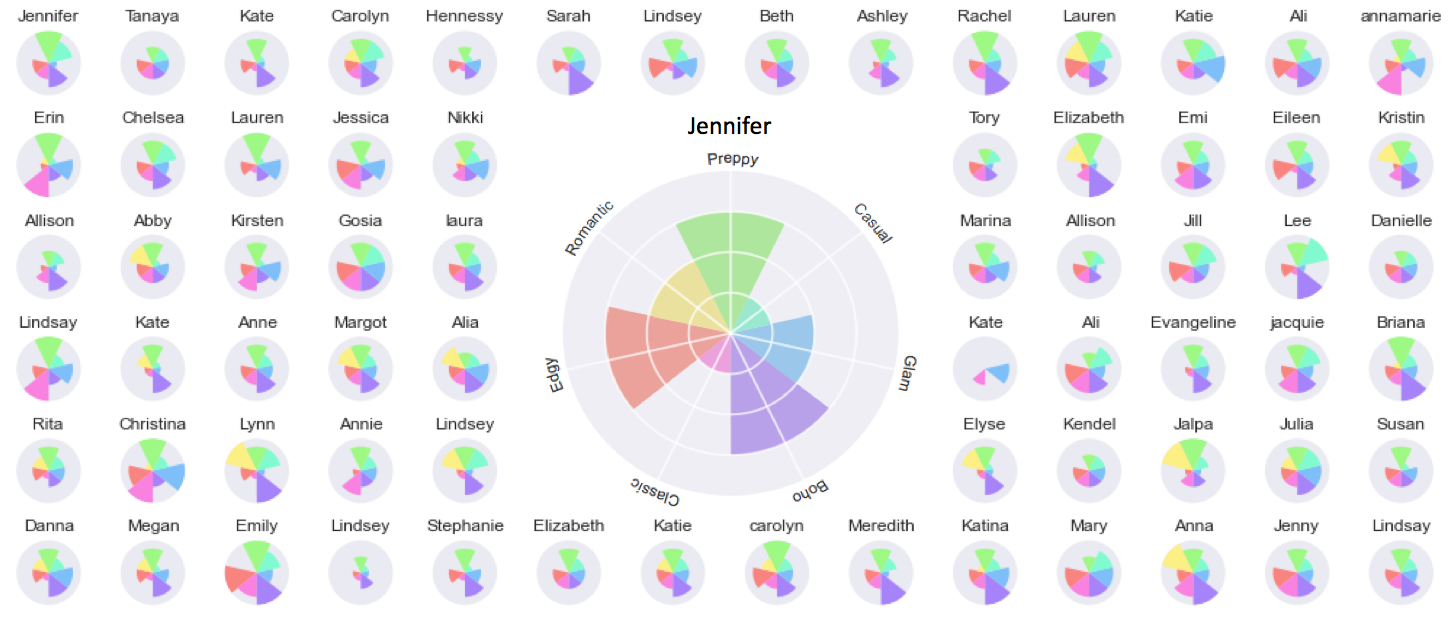 Jennifer Tanaya Kate Carolyn Hennessy Sarah Lindsey Beth Ashley Rachel Lauren Katie Ali annamarie
Erin Chelsea Lauren Jessica Nikki
Jennifer
Tory Elizabeth Emi Eileen Kristin
Preppy
Romantic
Casual
Allison Abby Kirsten Gosia laura
Marina Allison Jill Lee Danielle
Lindsay Kate Anne Margot Alia
Kate Ali Evangeline jacquie Briana
Edgy
Glam
Rita Christina Lynn Annie Lindsey
Elyse Kendel Jalpa Julia Susan
Classic
Boho
Danna Megan Emily Lindsey Stephanie Elizabeth Katie carolyn Meredith Katina Mary Anna Jenny Lindsay